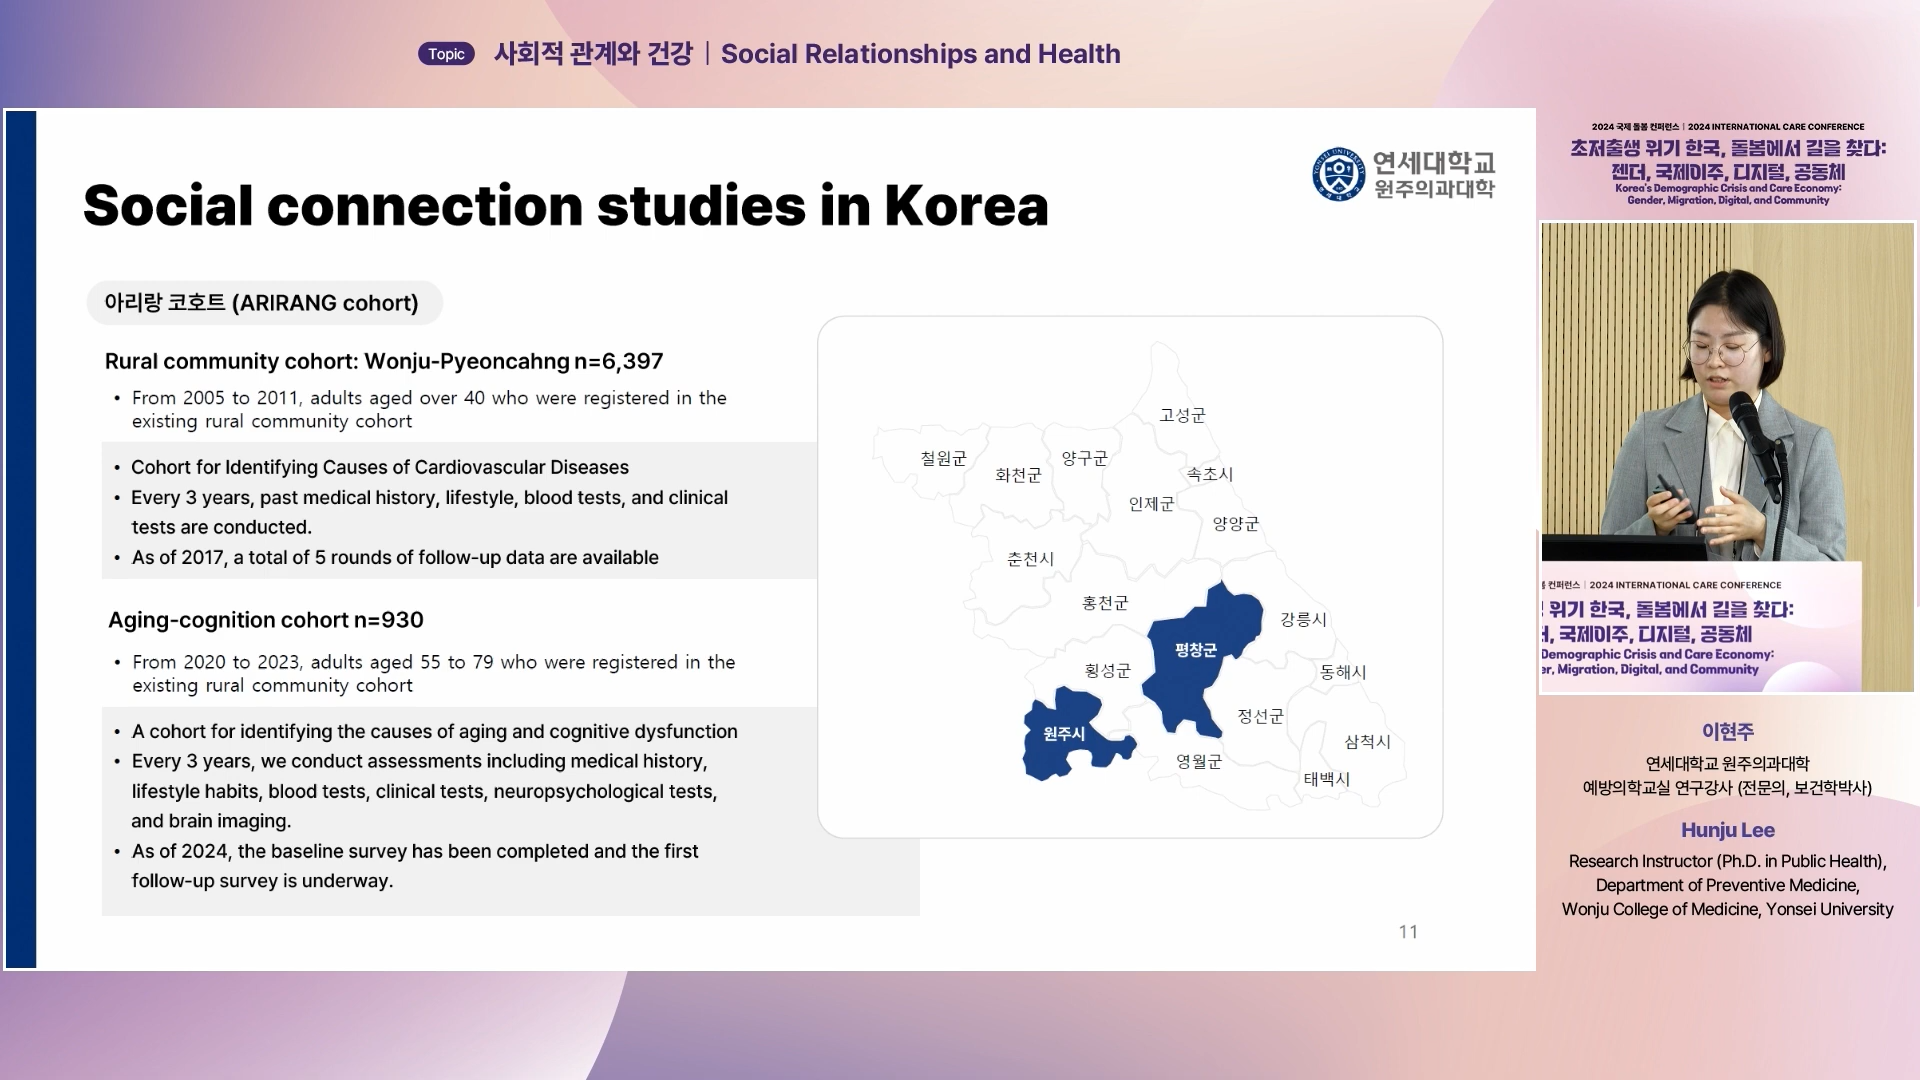 Topic 사회적 관계와 건강 | Social Relationships and Health
Social connection studies in Korea
연세대학교
원주의과대학
YONSEI UNIVERSITY
아리랑 코호트 (ARIRANG cohort)
Rural community cohort: Wonju-Pyeoncahng n=6,397
• From 2005 to 2011, adults aged over 40 who were registered in the
existing rural community cohort
• Cohort for Identifying Causes of Cardiovascular Diseases
• Every 3 years, past medical history, lifestyle, blood tests, and clinical
tests are conducted.
• As of 2017, a total of 5 rounds of follow-up data are available
Aging-cognition cohort n=930
• From 2020 to 2023, adults aged 55 to 79 who were registered in the
existing rural community cohort
• A cohort for identifying the causes of aging and cognitive dysfunction
• Every 3 years, we conduct assessments including medical history,
lifestyle habits, blood tests, clinical tests, neuropsychological tests,
and brain imaging.
• As of 2024, the baseline survey has been completed and the first
follow-up survey is underway.
고성군
철원군
화천군
양구군
속초시
인제군
양양군
춘천시
홍천군
강릉시
평창군
횡성군
동해시
정선군
원주시
삼척시
영월군
태백시
11
2024 국제 돌봄 컨퍼런스 | 2024 INTERNATIONAL CARE CONFERENCE
초저출생 위기 한국, 돌봄에서 길을 찾다:
젠더, 국제이주, 디지털, 공동체
Korea's Demographic Crisis and Care Economy:
Gender, Migration, Digital, and Community
컨퍼런스 | 2024 INTERNATIONAL CARE CONFERENCE
위기 한국, 돌봄에서 길을 찾다:
국제이주, 디지털, 공동체
Demographic Crisis and Care Economy:
er, Migration, Digital, and Community
이현주
연세대학교 원주의과대학
예방의학교실 연구강사 (전문의, 보건학박사)
Hunju Lee
Research Instructor (Ph.D. in Public Health),
Department of Preventive Medicine,
Wonju College of Medicine, Yonsei University